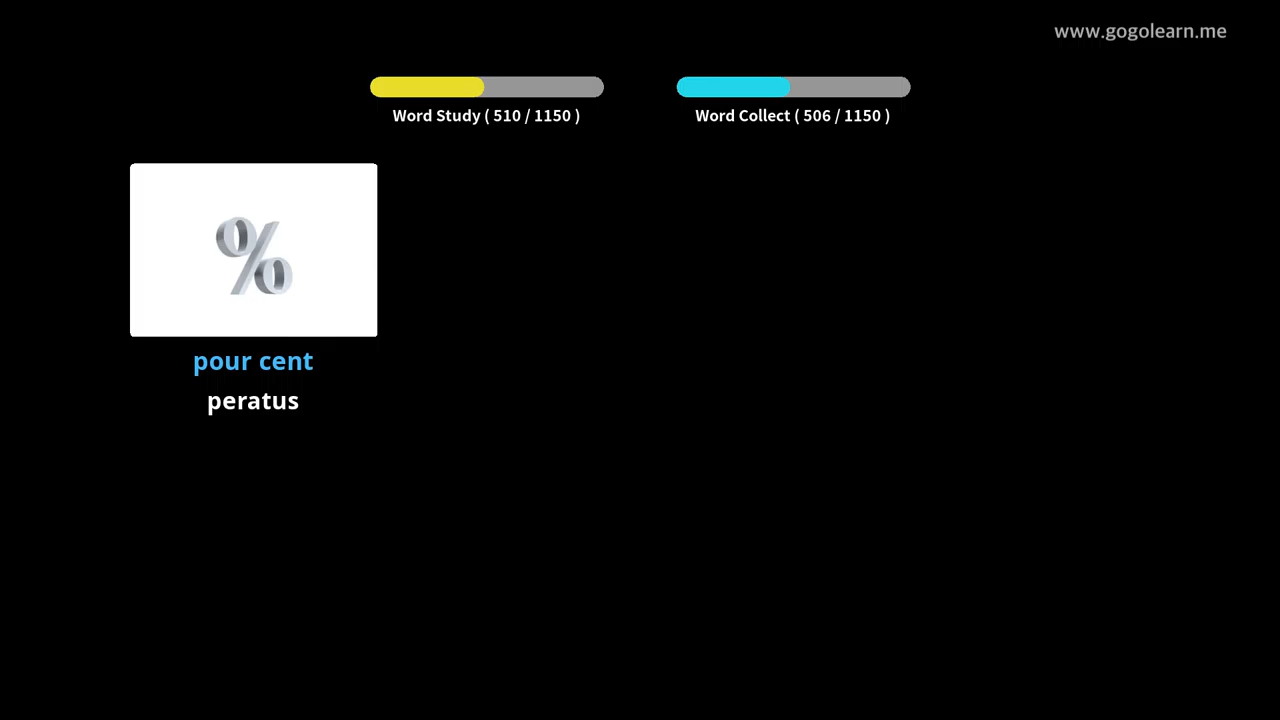 www.gogolearn.me
Word Study ( 510 / 1150 )
Word Collect ( 506 / 1150 )
%
pour cent
peratus